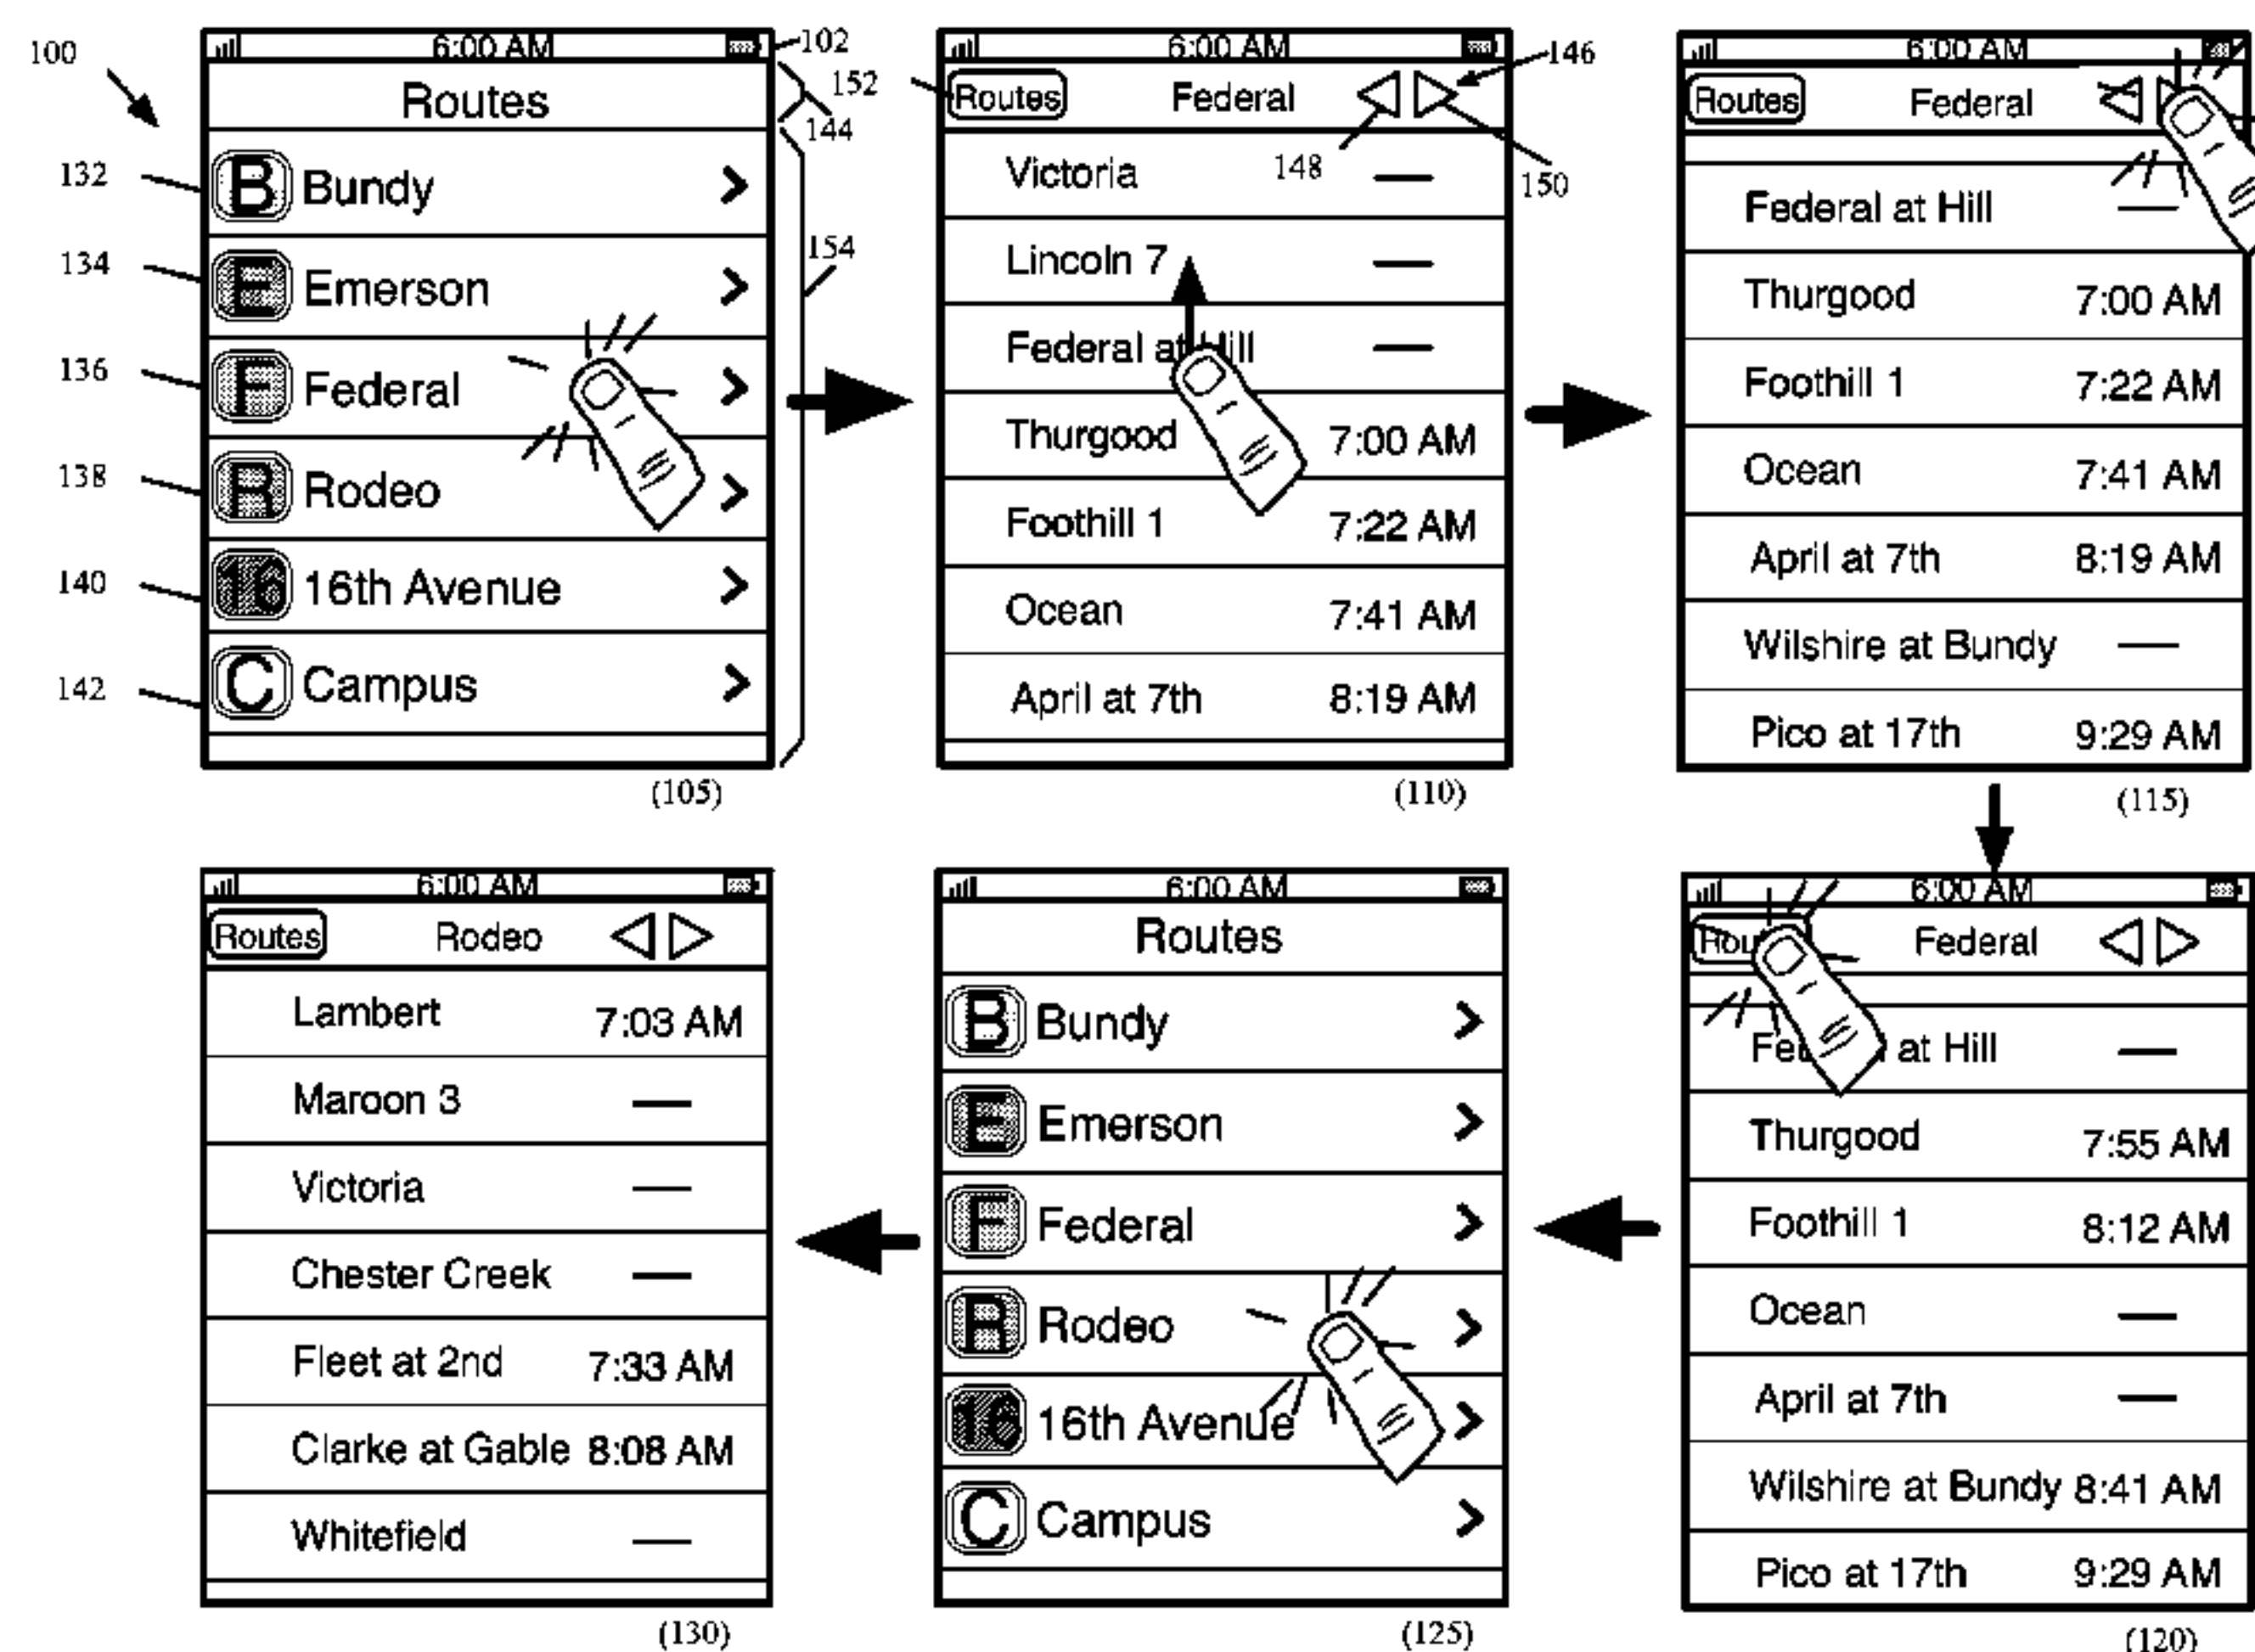 100
6:00 AM
102
Routes
144
132
B Bundy
134
E Emerson
154
136
F Federal
138
R Rodeo
140
16 16th Avenue
142
C Campus
(105)
6:00 AM
146
152
Routes Federal
148
150
Victoria —
Lincoln 7 —
Federal at Hill —
Thurgood 7:00 AM
Foothill 1 7:22 AM
Ocean 7:41 AM
April at 7th 8:19 AM
(110)
6:00 AM
Routes Federal
Federal at Hill —
Thurgood 7:00 AM
Foothill 1 7:22 AM
Ocean 7:41 AM
April at 7th 8:19 AM
Wilshire at Bundy —
Pico at 17th 9:29 AM
(115)
6:00 AM
Routes Rodeo
Lambert 7:03 AM
Maroon 3 —
Victoria —
Chester Creek —
Fleet at 2nd 7:33 AM
Clarke at Gable 8:08 AM
Whitefield —
(130)
6:00 AM
Routes
B Bundy
E Emerson
F Federal
R Rodeo
16 16th Avenue
C Campus
(125)
6:00 AM
Rou Federal
Fe at Hill —
Thurgood 7:55 AM
Foothill 1 8:12 AM
Ocean —
April at 7th —
Wilshire at Bundy 8:41 AM
Pico at 17th 9:29 AM
(120)